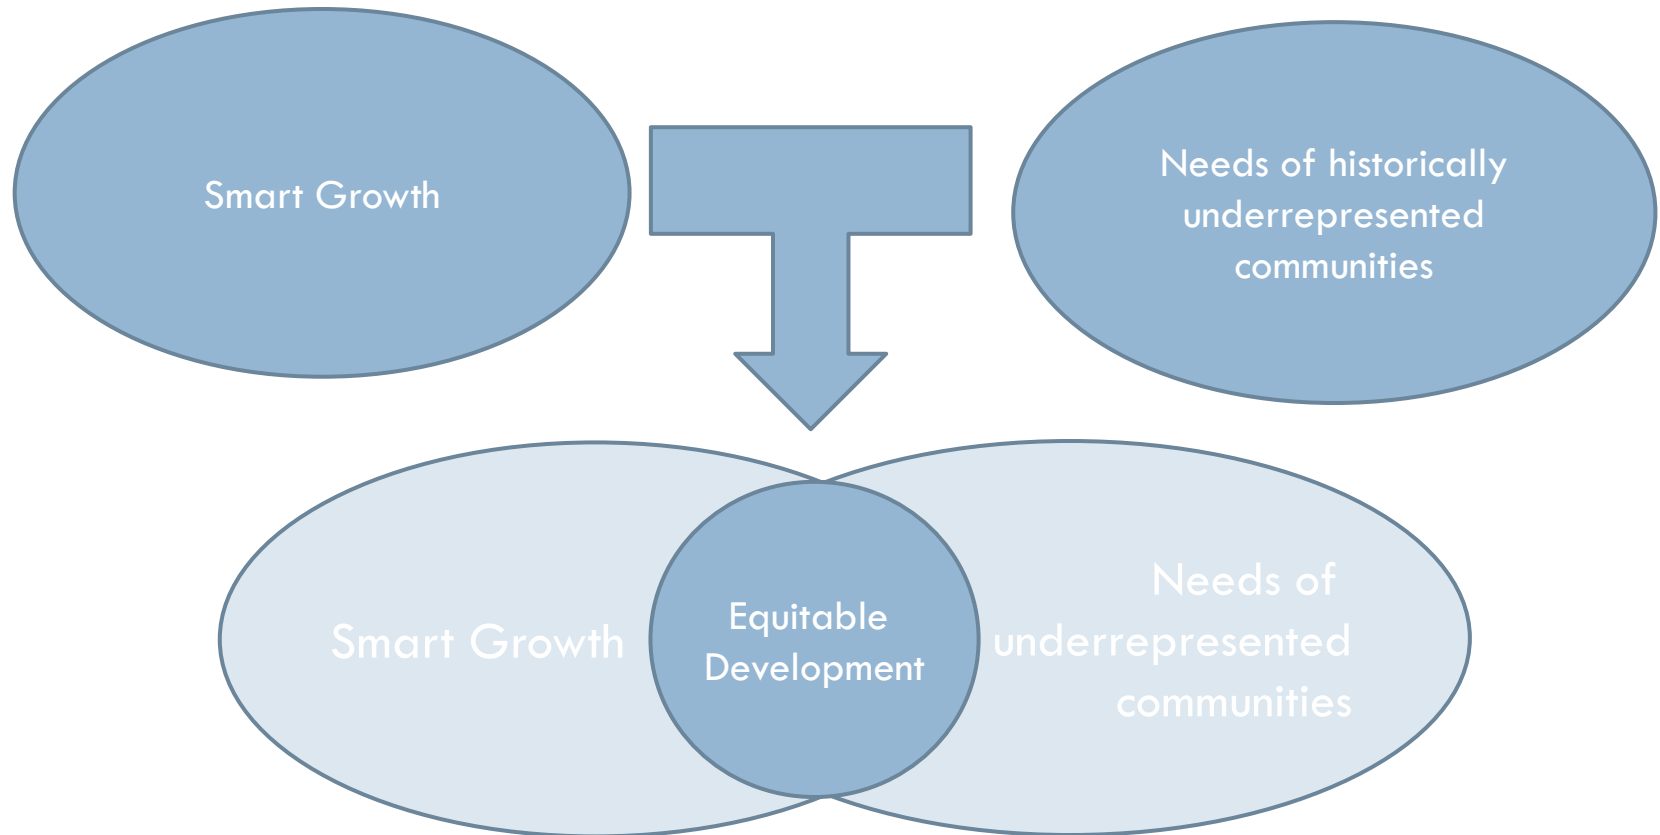 Smart Growth
Needs of historically
underrepresented
communities
Smart Growth
Equitable
Development
Needs of
underrepresented
communities